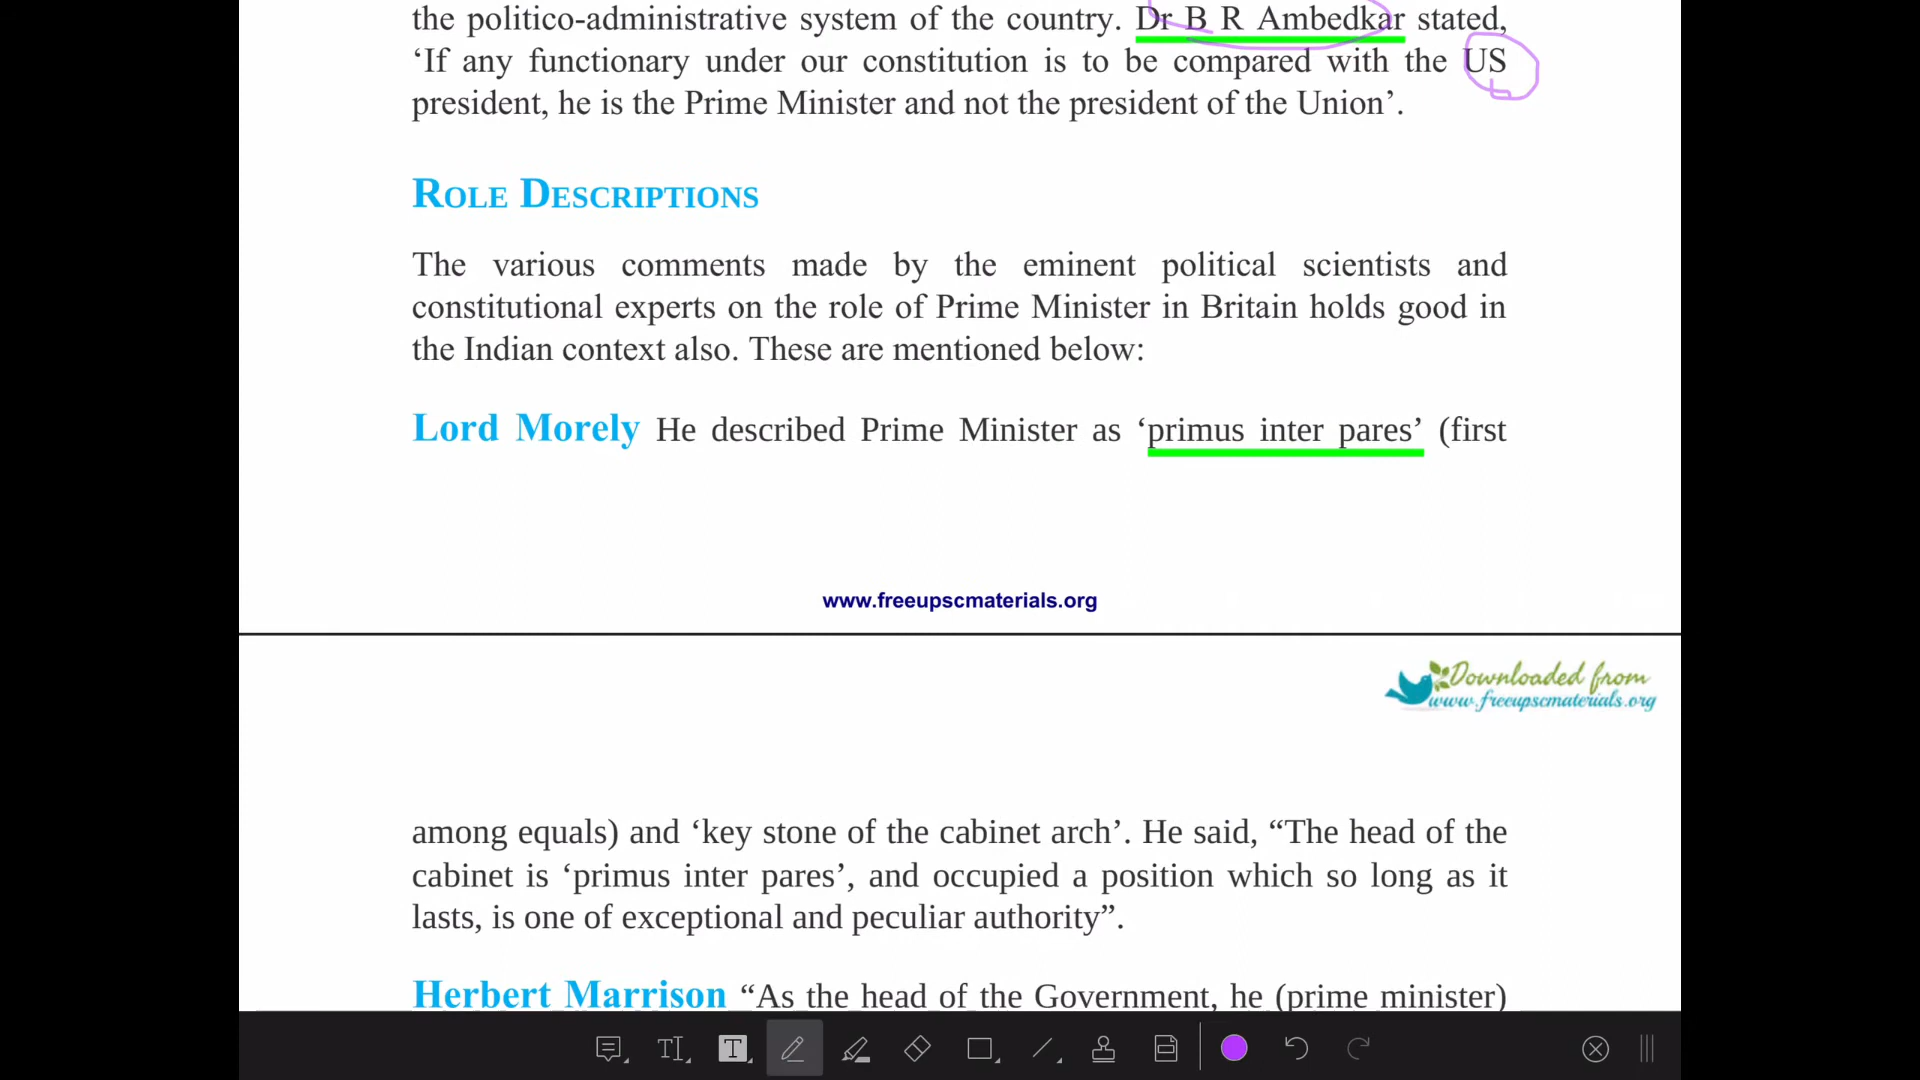 the politico-administrative system of the country. Dr B R Ambedkar stated,
‘If any functionary under our constitution is to be compared with the US
president, he is the Prime Minister and not the president of the Union’.
ROLE DESCRIPTIONS
The various comments made by the eminent political scientists and
constitutional experts on the role of Prime Minister in Britain holds good in
the Indian context also. These are mentioned below:
Lord Morely He described Prime Minister as ‘primus inter pares’ (first
www.freeupscmaterials.org
Downloaded from
www.freeupscmaterials.org
among equals) and ‘key stone of the cabinet arch’. He said, “The head of the
cabinet is ‘primus inter pares’, and occupied a position which so long as it
lasts, is one of exceptional and peculiar authority”.
Herbert Marrison “As the head of the Government, he (prime minister)